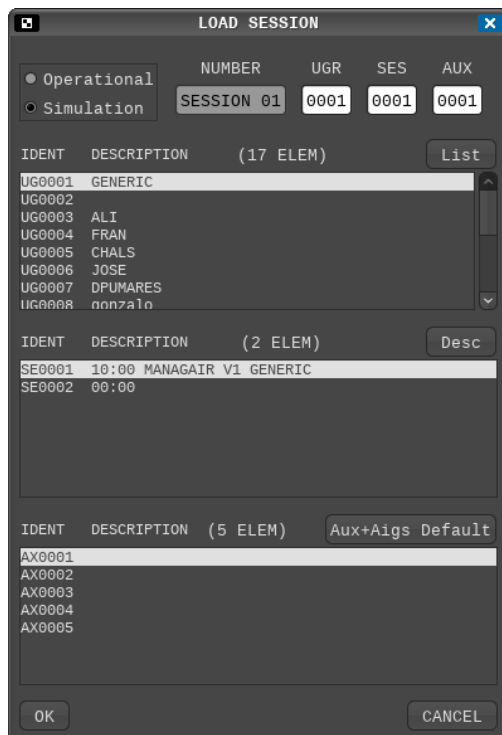 LOAD SESSION
Operational
Simulation
NUMBER UGR SES AUX
SESSION 01 0001 0001 0001
IDENT DESCRIPTION (17 ELEM) List
UG0001 GENERIC
UG0002
UG0003 ALI
UG0004 FRAN
UG0005 CHALS
UG0006 JOSE
UG0007 DPUMARES
UG0008 gonzalo
IDENT DESCRIPTION (2 ELEM) Desc
SE0001 10:00 MANAGAIR V1 GENERIC
SE0002 00:00
IDENT DESCRIPTION (5 ELEM) Aux+Aigs Default
AX0001
AX0002
AX0003
AX0004
AX0005
OK CANCEL